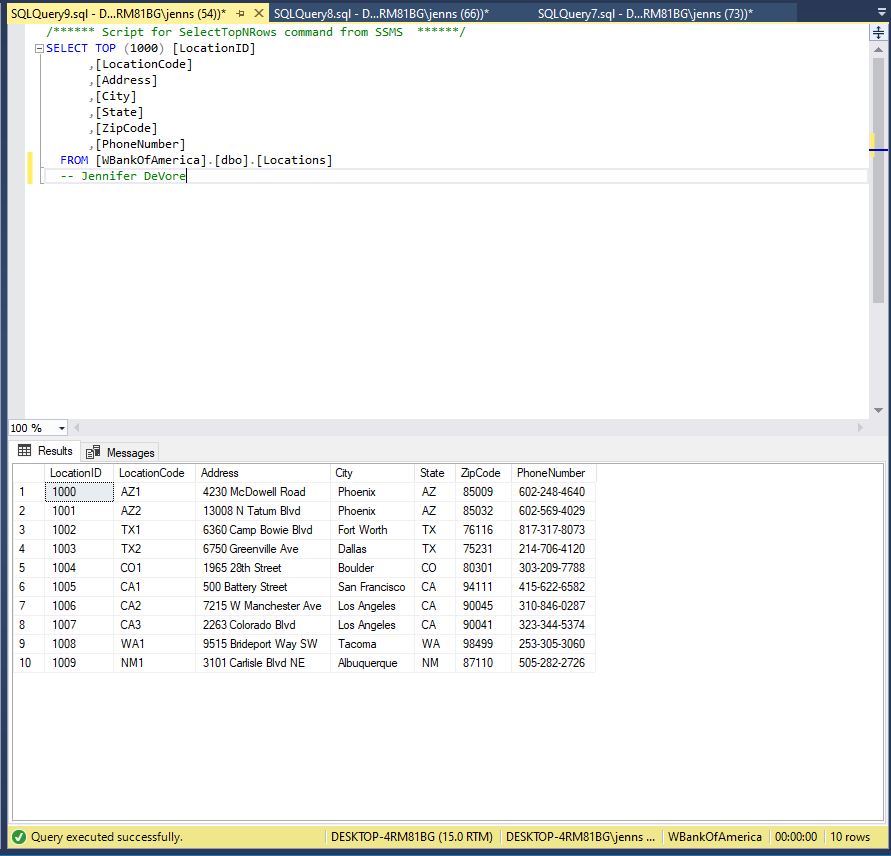 SQLQuery9.sql - D...RM81BG\jenns (54))* SQLQuery8.sql - D...RM81BG\jenns (66))* SQLQuery7.sql - D...RM81BG\jenns (73))*
/****** Script for SelectTopNRows command from SSMS ******/
SELECT TOP (1000) [LocationID]
,[LocationCode]
,[Address]
,[City]
,[State]
,[ZipCode]
,[PhoneNumber]
FROM [WBankOfAmerica].[dbo].[Locations]
-- Jennifer DeVore
100 %
Results Messages
LocationID LocationCode Address City State ZipCode PhoneNumber
1 1000 AZ1 4230 McDowell Road Phoenix AZ 85009 602-248-4640
2 1001 AZ2 13008 N Tatum Blvd Phoenix AZ 85032 602-569-4029
3 1002 TX1 6360 Camp Bowie Blvd Fort Worth TX 76116 817-317-8073
4 1003 TX2 6750 Greenville Ave Dallas TX 75231 214-706-4120
5 1004 CO1 1965 28th Street Boulder CO 80301 303-209-7788
6 1005 CA1 500 Battery Street San Francisco CA 94111 415-622-6582
7 1006 CA2 7215 W Manchester Ave Los Angeles CA 90045 310-846-0287
8 1007 CA3 2263 Colorado Blvd Los Angeles CA 90041 323-344-5374
9 1008 WA1 9515 Brideport Way SW Tacoma WA 98499 253-305-3060
10 1009 NM1 3101 Carlisle Blvd NE Albuquerque NM 87110 505-282-2726
Query executed successfully. DESKTOP-4RM81BG (15.0 RTM) DESKTOP-4RM81BG\jenns ... WBankOfAmerica 00:00:00 10 rows